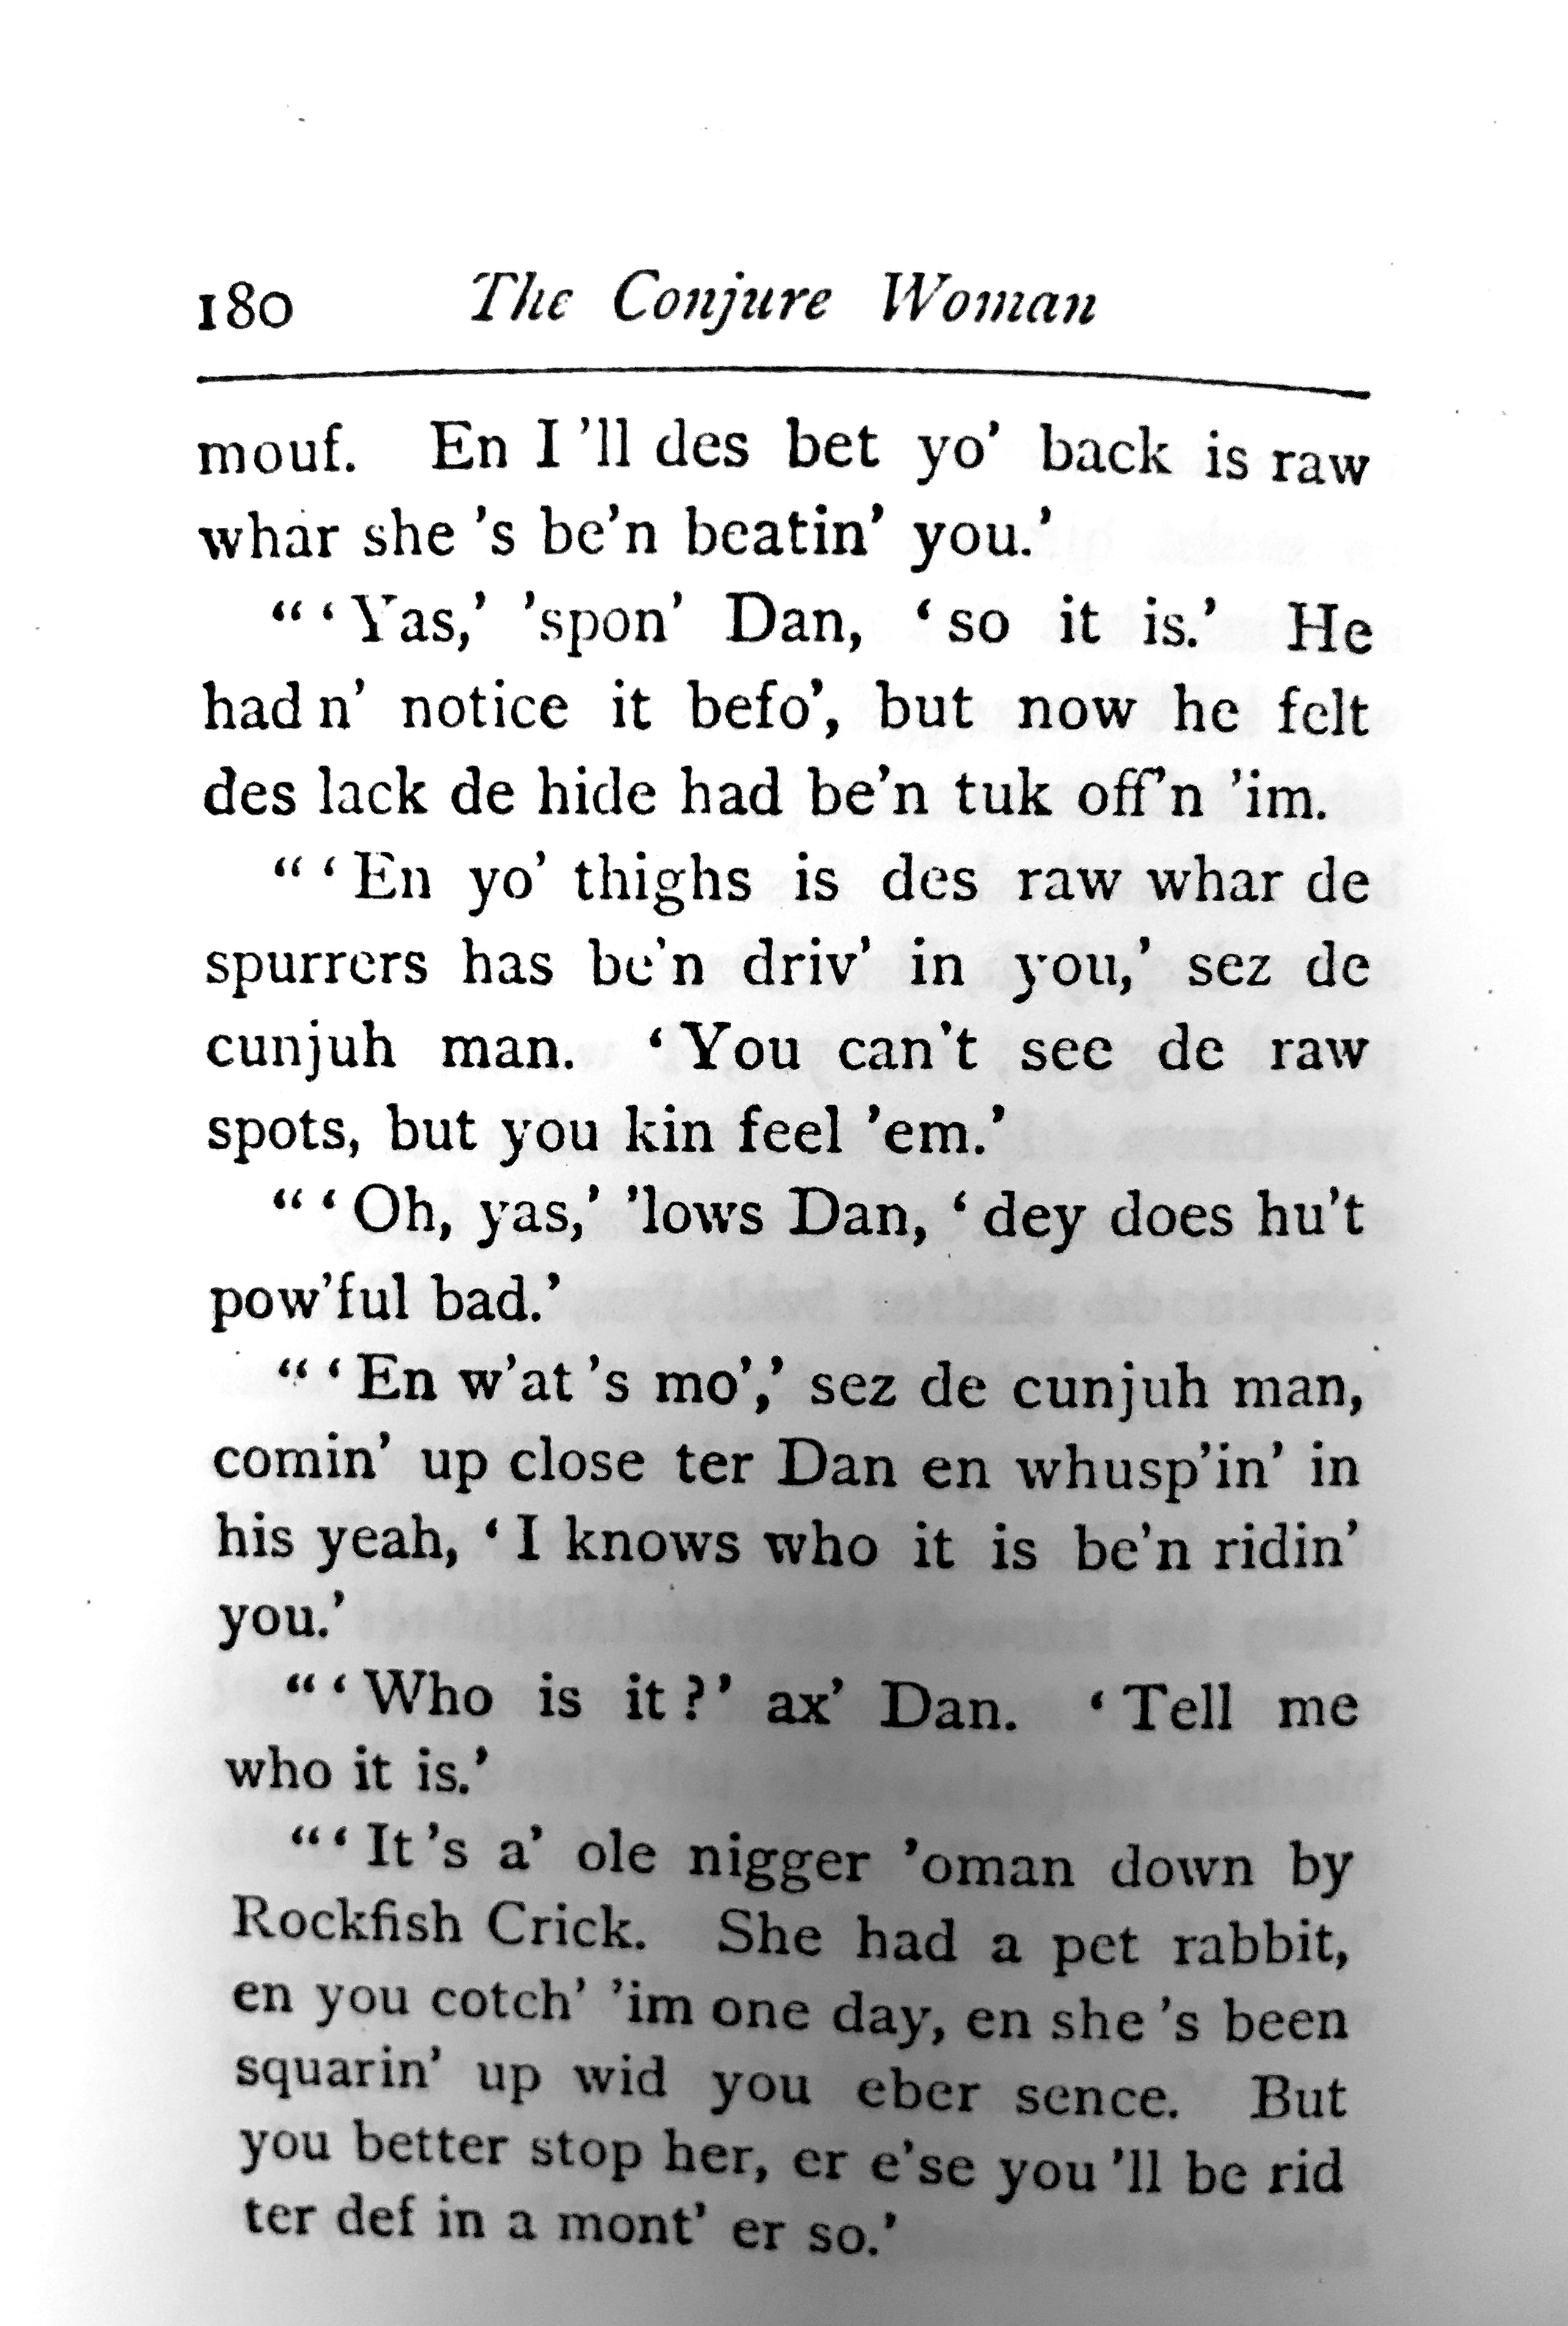 180 The Conjure Woman
mouf. En I 'll des bet yo' back is raw
whar she 's be'n beatin' you.'
"'Yas,' 'spon' Dan, 'so it is.' He
had n' notice it befo', but now he felt
des lack de hide had be'n tuk off'n 'im.
"'En yo' thighs is des raw whar de
spurrers has be'n driv' in you,' sez de
cunjuh man. 'You can't see de raw
spots, but you kin feel 'em.'
"'Oh, yas,' 'lows Dan, 'dey does hu't
pow'ful bad.'
"'En w'at 's mo',' sez de cunjuh man,
comin' up close ter Dan en whusp'in' in
his yeah, 'I knows who it is be'n ridin'
you.'
"'Who is it?' ax' Dan. 'Tell me
who it is.'
"'It 's a' ole nigger 'oman down by
Rockfish Crick. She had a pet rabbit,
en you cotch' 'im one day, en she 's been
squarin' up wid you eber sence. But
you better stop her, er e'se you 'll be rid
ter def in a mont' er so.'